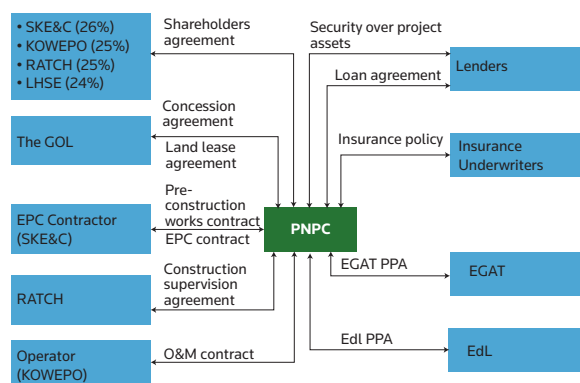 • SKE&C (26%)
• KOWEPO (25%)
• RATCH (25%)
• LHSE (24%)
Shareholders
agreement
Security over project
assets
Loan agreement
Lenders
The GOL
Concession
agreement
Land lease
agreement
Insurance policy
Insurance
Underwriters
EPC Contractor
(SKE&C)
Pre-
construction
works contract
EPC contract
PNPC
RATCH
Construction
supervision
agreement
EGAT PPA
EGAT
Operator
(KOWEPO)
O&M contract
Edl PPA
EdL